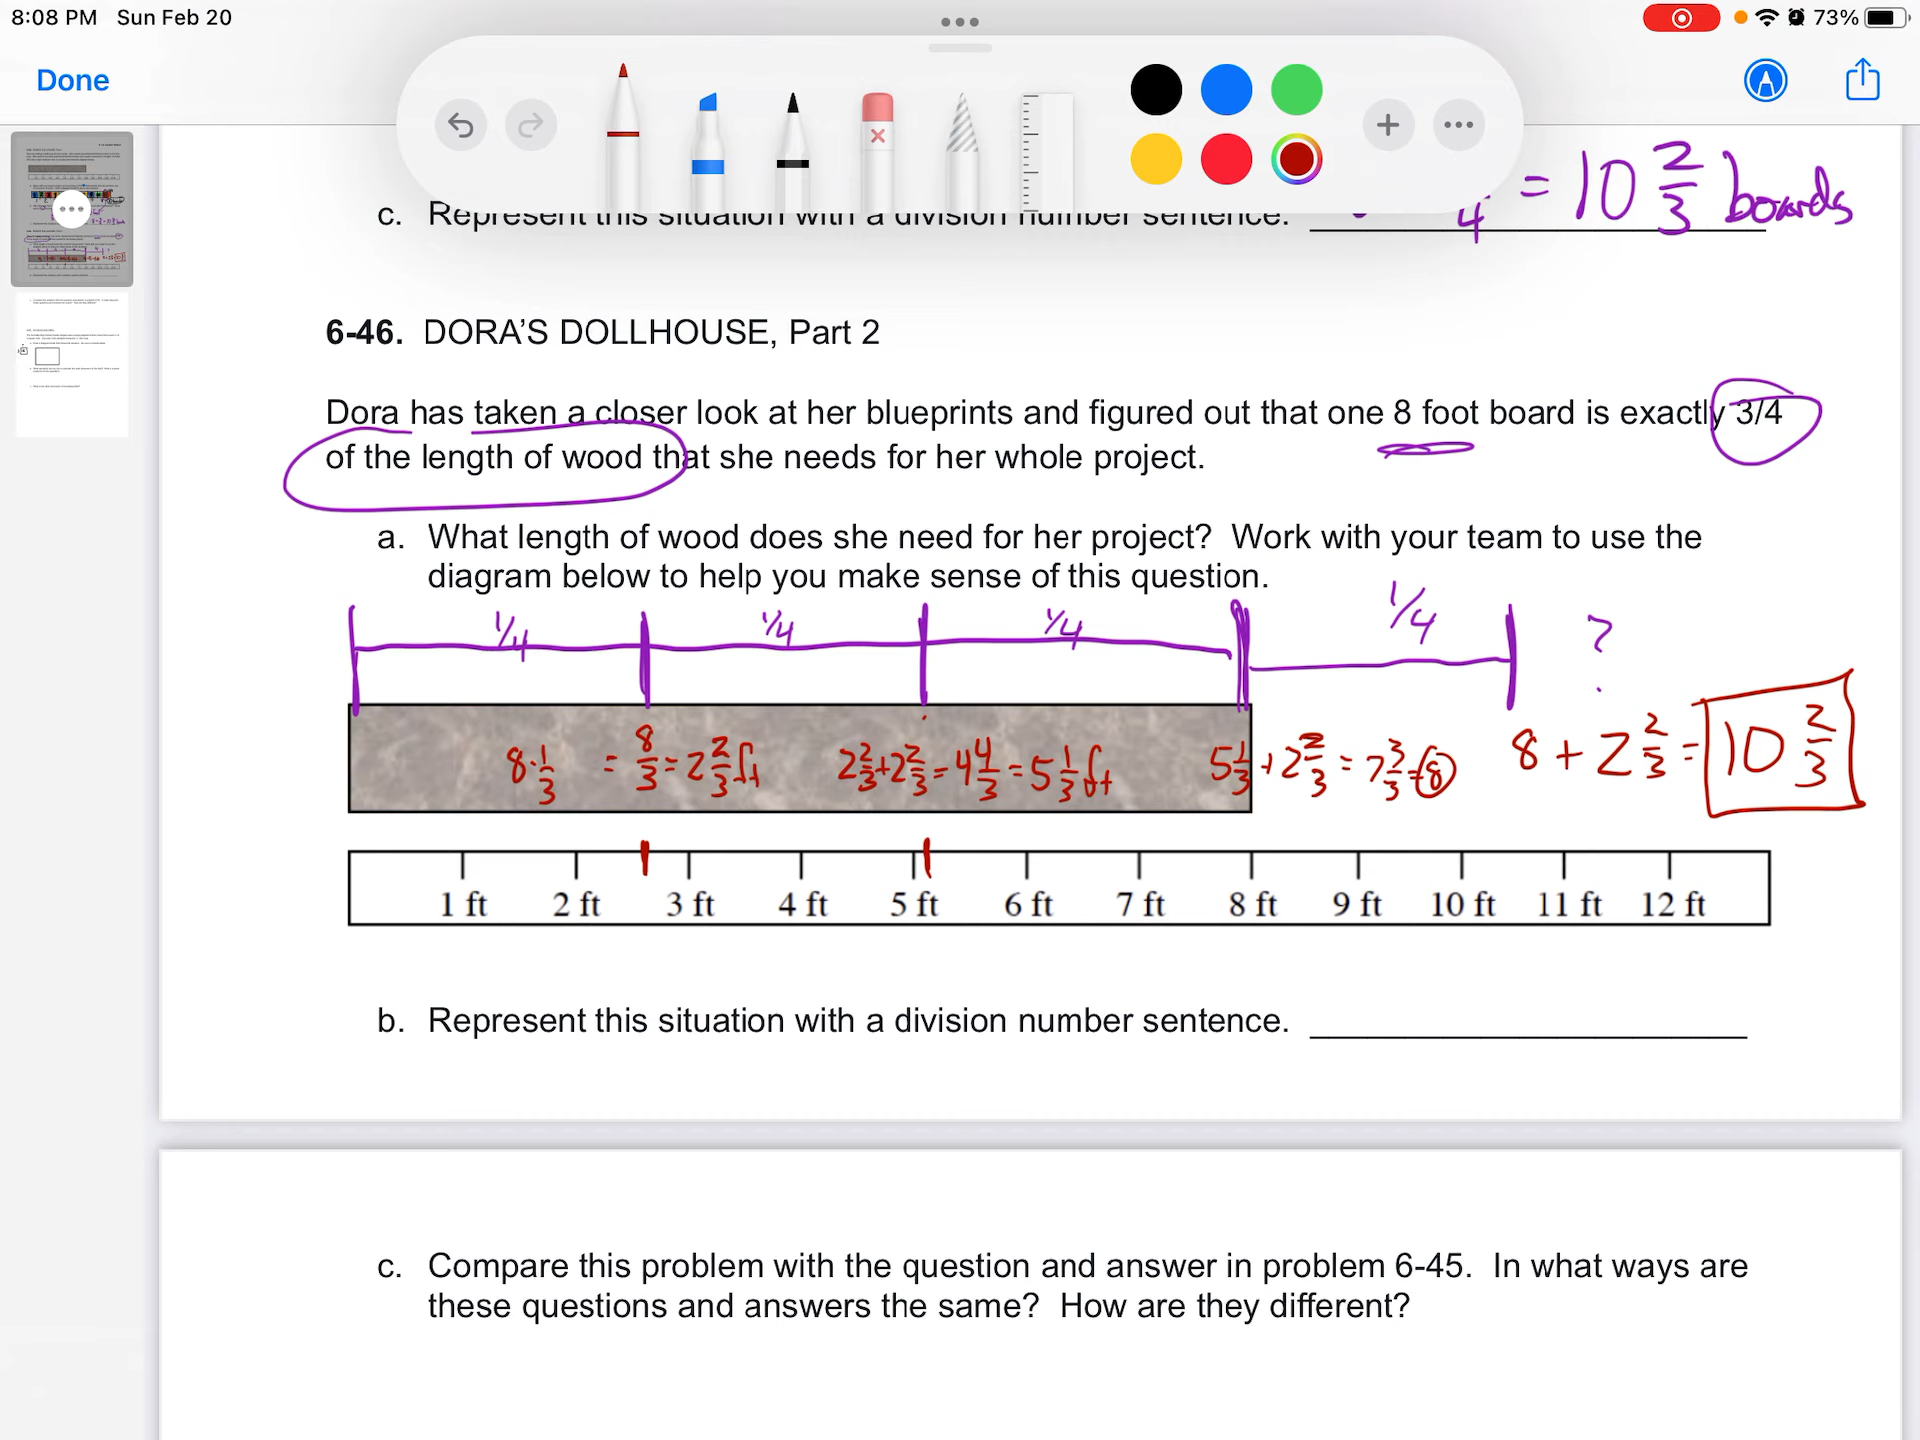 8:08 PM Sun Feb 20
73%
Done
4 = 10 2/3 boards
c. Represent this situation with a division number sentence.
6-46. DORA'S DOLLHOUSE, Part 2
Dora has taken a closer look at her blueprints and figured out that one 8 foot board is exactly 3/4
of the length of wood that she needs for her whole project.
a. What length of wood does she need for her project? Work with your team to use the
diagram below to help you make sense of this question.
1/4 1/4 1/4 1/4 ?
8·1/3 = 8/3 = 2 2/3 ft 2 2/3 + 2 2/3 = 4 4/3 = 5 1/3 ft 5 1/3 + 2 2/3 = 7 3/3 = 8 8 + 2 2/3 = 10 2/3
1 ft 2 ft 3 ft 4 ft 5 ft 6 ft 7 ft 8 ft 9 ft 10 ft 11 ft 12 ft
b. Represent this situation with a division number sentence.
c. Compare this problem with the question and answer in problem 6-45. In what ways are
these questions and answers the same? How are they different?